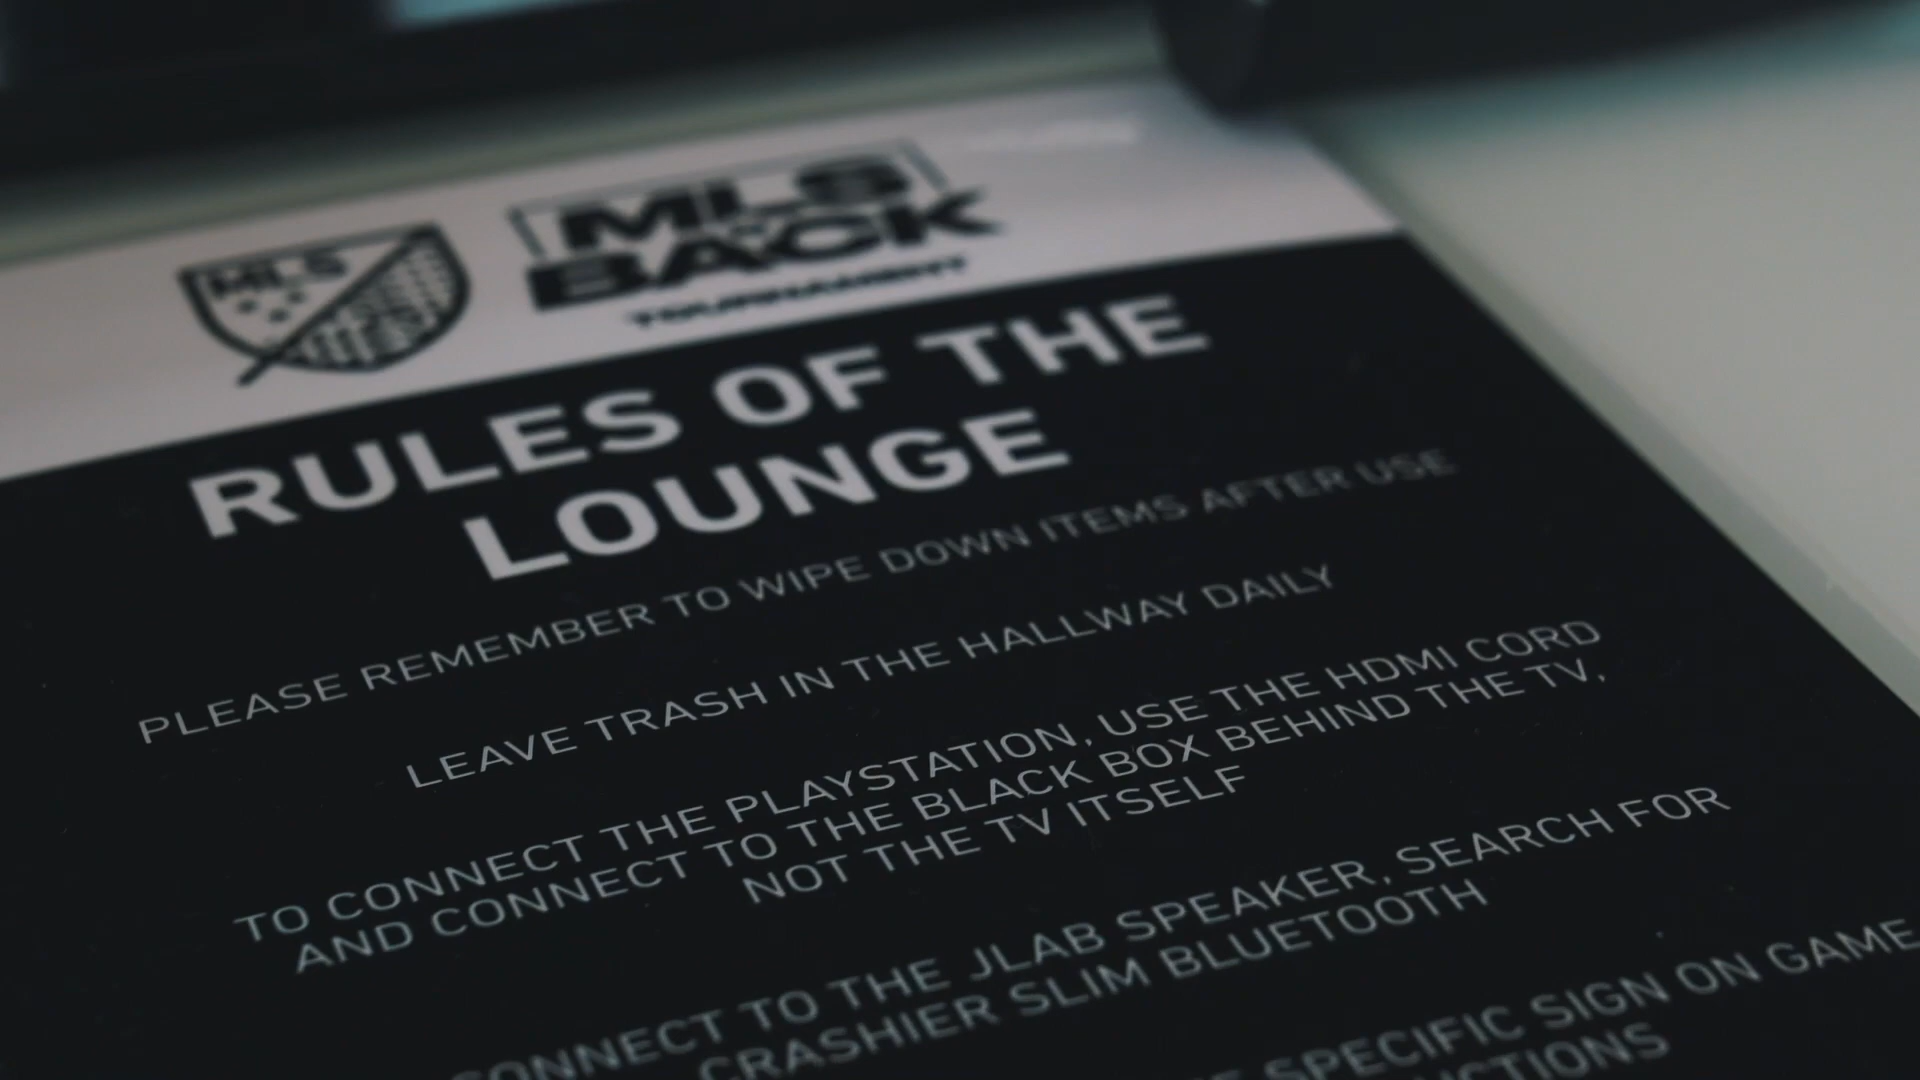 MLS
MLS
BACK
TOURNAMENT
RULES OF THE
LOUNGE
PLEASE REMEMBER TO WIPE DOWN ITEMS AFTER USE
LEAVE TRASH IN THE HALLWAY DAILY
TO CONNECT THE PLAYSTATION, USE THE HDMI CORD
AND CONNECT TO THE BLACK BOX BEHIND THE TV,
NOT THE TV ITSELF
CONNECT TO THE JLAB SPEAKER, SEARCH FOR
CRASHIER SLIM BLUETOOTH
SPECIFIC SIGN ON GAME